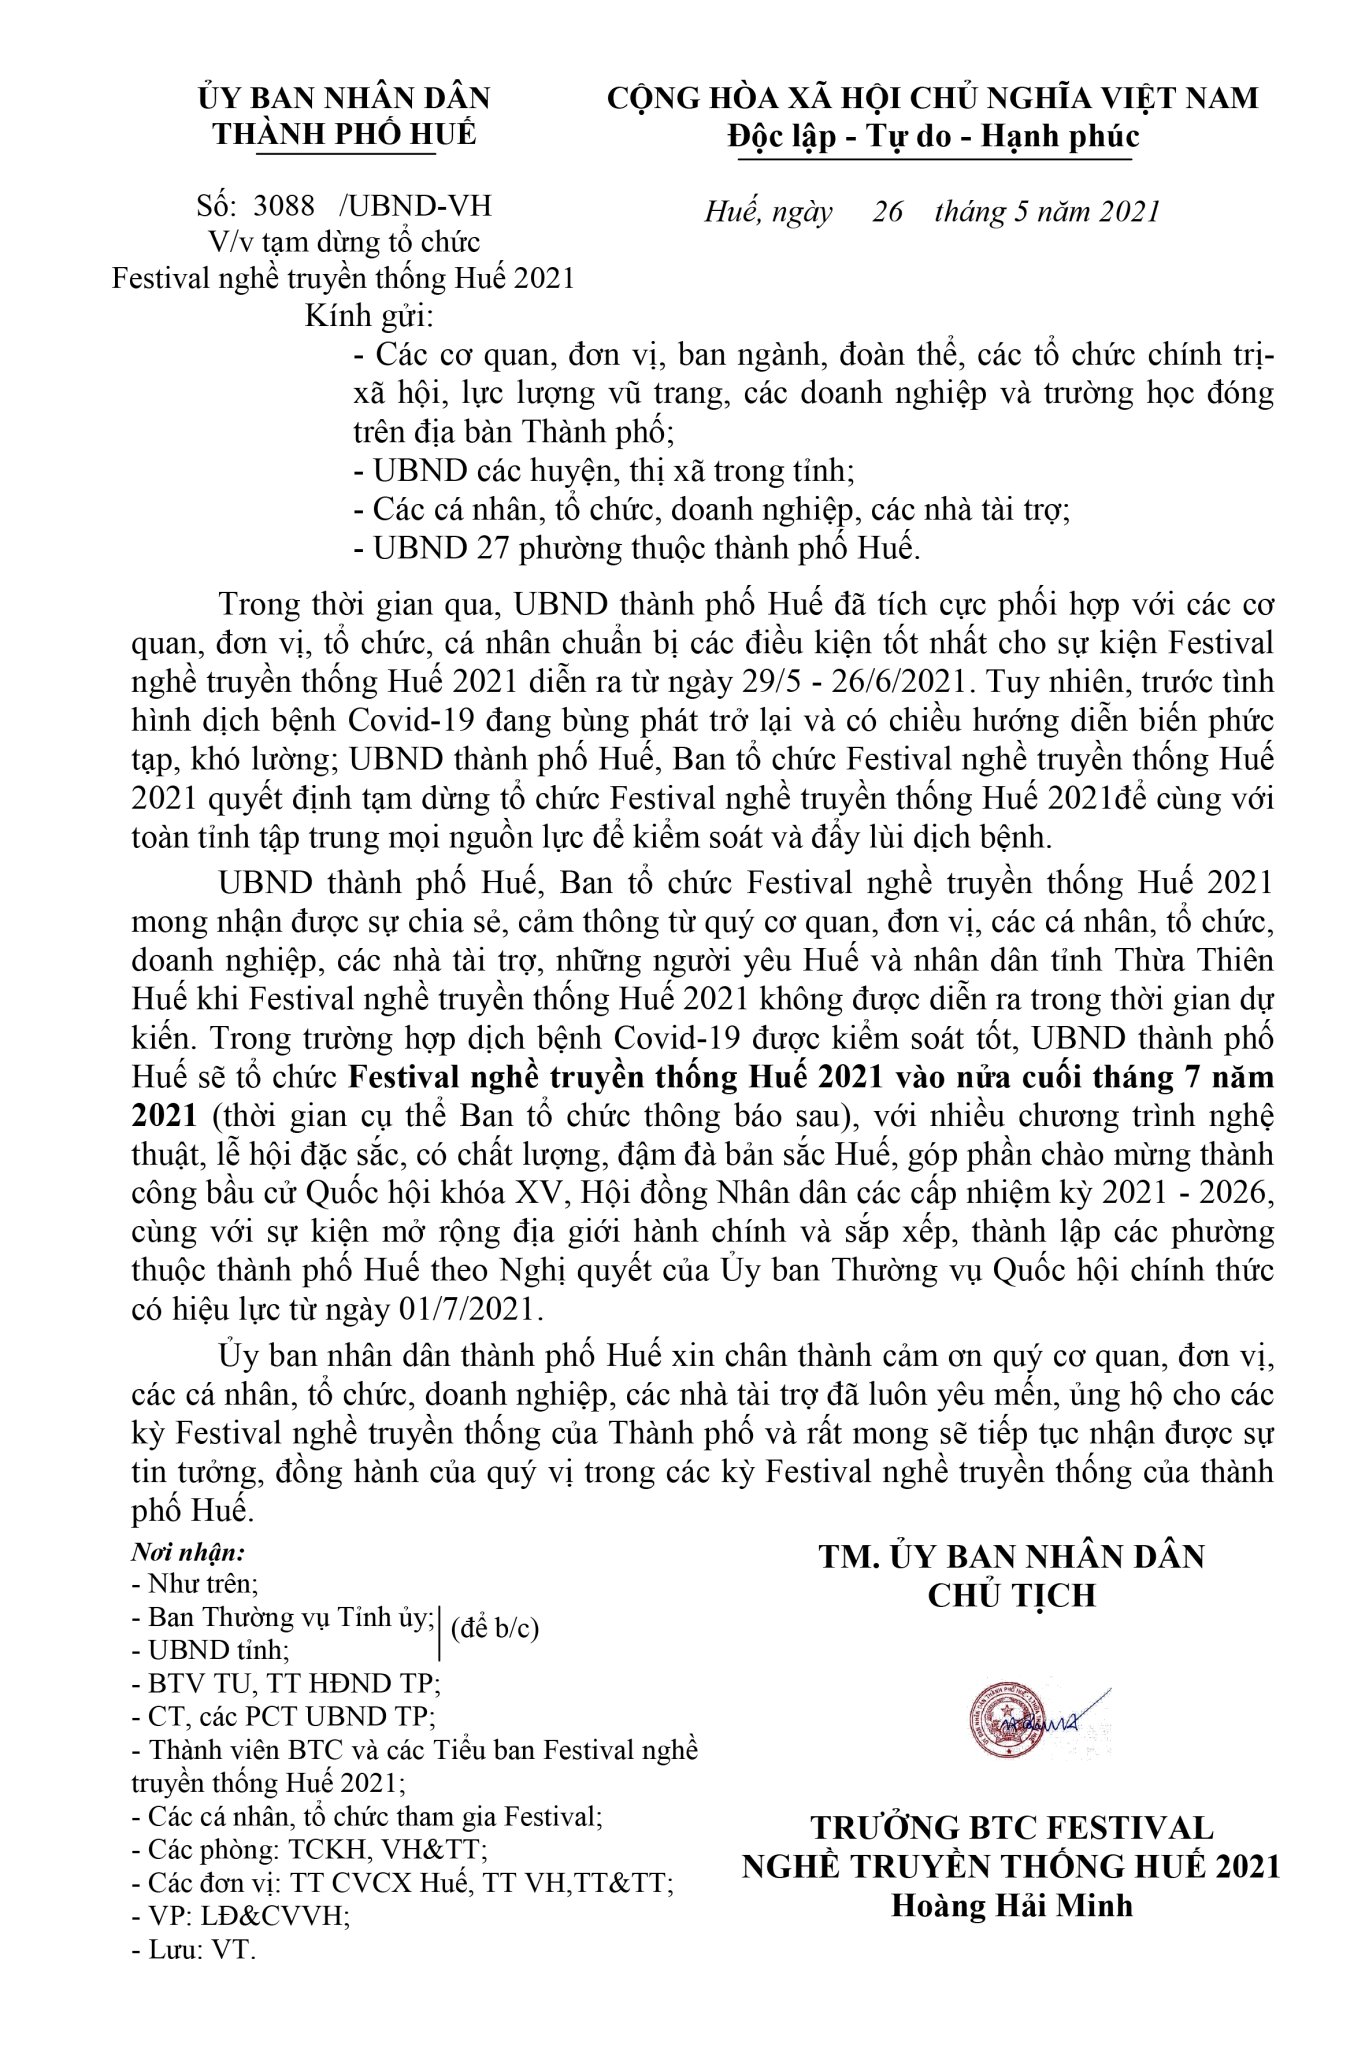 ỦY BAN NHÂN DÂN
THÀNH PHỐ HUẾ
CỘNG HÒA XÃ HỘI CHỦ NGHĨA VIỆT NAM
Độc lập - Tự do - Hạnh phúc
Số: 3088 /UBND-VH
V/v tạm dừng tổ chức
Festival nghề truyền thống Huế 2021
Huế, ngày 26 tháng 5 năm 2021
Kính gửi:
- Các cơ quan, đơn vị, ban ngành, đoàn thể, các tổ chức chính trị-
xã hội, lực lượng vũ trang, các doanh nghiệp và trường học đóng
trên địa bàn Thành phố;
- UBND các huyện, thị xã trong tỉnh;
- Các cá nhân, tổ chức, doanh nghiệp, các nhà tài trợ;
- UBND 27 phường thuộc thành phố Huế.
Trong thời gian qua, UBND thành phố Huế đã tích cực phối hợp với các cơ
quan, đơn vị, tổ chức, cá nhân chuẩn bị các điều kiện tốt nhất cho sự kiện Festival
nghề truyền thống Huế 2021 diễn ra từ ngày 29/5 - 26/6/2021. Tuy nhiên, trước tình
hình dịch bệnh Covid-19 đang bùng phát trở lại và có chiều hướng diễn biến phức
tạp, khó lường; UBND thành phố Huế, Ban tổ chức Festival nghề truyền thống Huế
2021 quyết định tạm dừng tổ chức Festival nghề truyền thống Huế 2021để cùng với
toàn tỉnh tập trung mọi nguồn lực để kiểm soát và đẩy lùi dịch bệnh.
UBND thành phố Huế, Ban tổ chức Festival nghề truyền thống Huế 2021
mong nhận được sự chia sẻ, cảm thông từ quý cơ quan, đơn vị, các cá nhân, tổ chức,
doanh nghiệp, các nhà tài trợ, những người yêu Huế và nhân dân tỉnh Thừa Thiên
Huế khi Festival nghề truyền thống Huế 2021 không được diễn ra trong thời gian dự
kiến. Trong trường hợp dịch bệnh Covid-19 được kiểm soát tốt, UBND thành phố
Huế sẽ tổ chức Festival nghề truyền thống Huế 2021 vào nửa cuối tháng 7 năm
2021 (thời gian cụ thể Ban tổ chức thông báo sau), với nhiều chương trình nghệ
thuật, lễ hội đặc sắc, có chất lượng, đậm đà bản sắc Huế, góp phần chào mừng thành
công bầu cử Quốc hội khóa XV, Hội đồng Nhân dân các cấp nhiệm kỳ 2021 - 2026,
cùng với sự kiện mở rộng địa giới hành chính và sắp xếp, thành lập các phường
thuộc thành phố Huế theo Nghị quyết của Ủy ban Thường vụ Quốc hội chính thức
có hiệu lực từ ngày 01/7/2021.
Ủy ban nhân dân thành phố Huế xin chân thành cảm ơn quý cơ quan, đơn vị,
các cá nhân, tổ chức, doanh nghiệp, các nhà tài trợ đã luôn yêu mến, ủng hộ cho các
kỳ Festival nghề truyền thống của Thành phố và rất mong sẽ tiếp tục nhận được sự
tin tưởng, đồng hành của quý vị trong các kỳ Festival nghề truyền thống của thành
phố Huế.
Nơi nhận:
- Như trên;
- Ban Thường vụ Tỉnh ủy;
- UBND tỉnh;
(để b/c)
- BTV TU, TT HĐND TP;
- CT, các PCT UBND TP;
- Thành viên BTC và các Tiểu ban Festival nghề
truyền thống Huế 2021;
- Các cá nhân, tổ chức tham gia Festival;
- Các phòng: TCKH, VH&TT;
- Các đơn vị: TT CVCX Huế, TT VH,TT&TT;
- VP: LĐ&CVVH;
- Lưu: VT.
TM. ỦY BAN NHÂN DÂN
CHỦ TỊCH
TRƯỞNG BTC FESTIVAL
NGHỀ TRUYỀN THỐNG HUẾ 2021
Hoàng Hải Minh